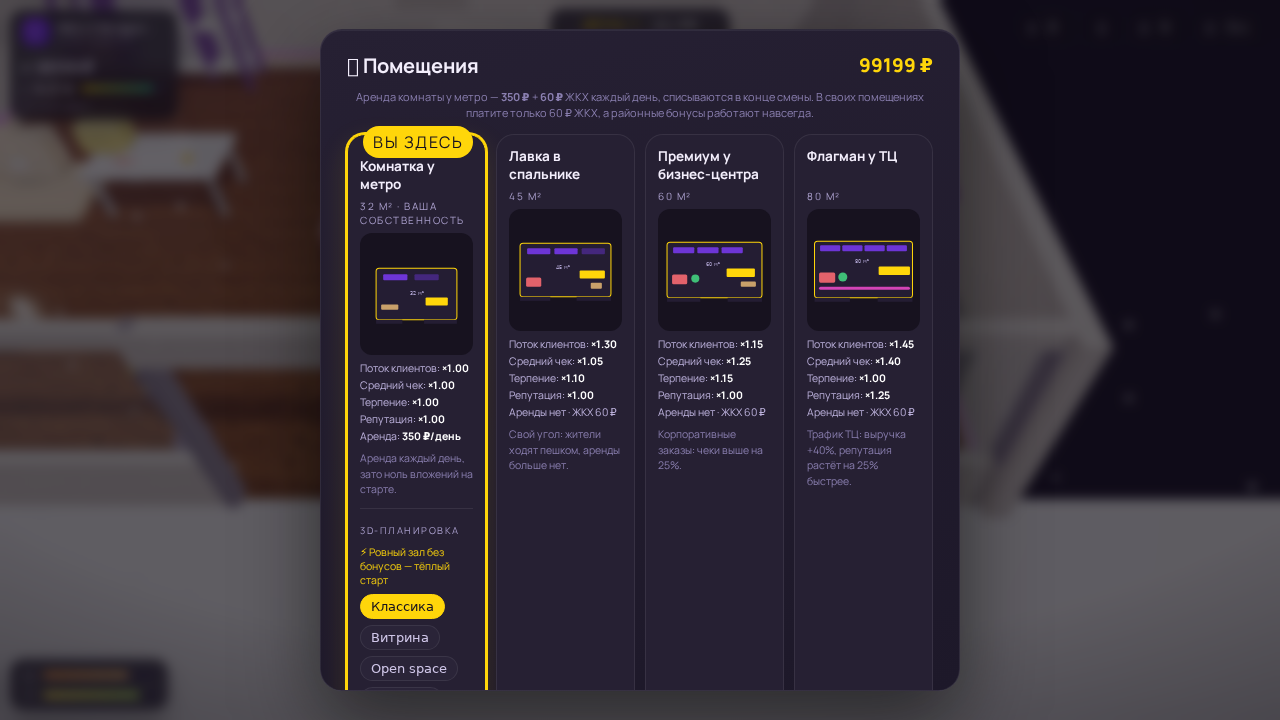 Помещения
99199 ₽
Аренда комнаты у метро — 350 ₽ + 60 ₽ ЖКХ каждый день, списываются в конце смены. В своих помещениях
платите только 60 ₽ ЖКХ, а районные бонусы работают навсегда.
ВЫ ЗДЕСЬ
Комнатка у
метро
32 М² · ВАША
СОБСТВЕННОСТЬ
32 м²
Поток клиентов: ×1.00
Средний чек: ×1.00
Терпение: ×1.00
Репутация: ×1.00
Аренда: 350 ₽/день
Аренда каждый день,
зато ноль вложений на
старте.
3D-ПЛАНИРОВКА
⚡ Ровный зал без
бонусов — тёплый
старт
Классика
Витрина
Open space
Лавка в
спальнике
45 М²
45 м²
Поток клиентов: ×1.30
Средний чек: ×1.05
Терпение: ×1.10
Репутация: ×1.00
Аренды нет · ЖКХ 60 ₽
Свой угол: жители
ходят пешком, аренды
больше нет.
Премиум у
бизнес-центра
60 М²
60 м²
Поток клиентов: ×1.15
Средний чек: ×1.25
Терпение: ×1.15
Репутация: ×1.00
Аренды нет · ЖКХ 60 ₽
Корпоративные
заказы: чеки выше на
25%.
Флагман у ТЦ
80 М²
80 м²
Поток клиентов: ×1.45
Средний чек: ×1.40
Терпение: ×1.00
Репутация: ×1.25
Аренды нет · ЖКХ 60 ₽
Трафик ТЦ: выручка
+40%, репутация
растёт на 25%
быстрее.